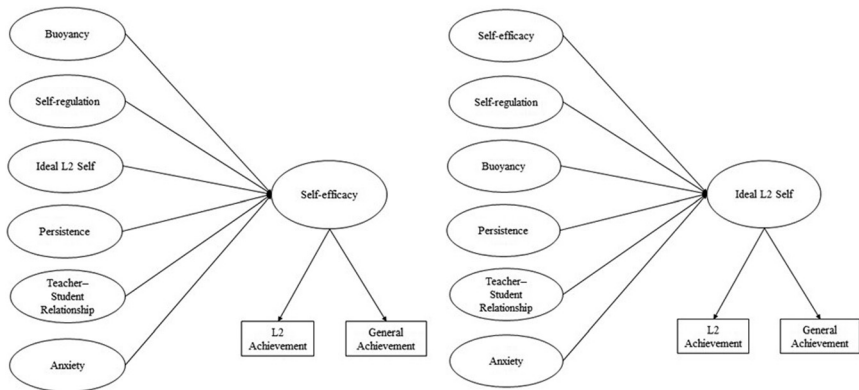 Buoyancy
Self-regulation
Ideal L2 Self
Persistence
Teacher–
Student
Relationship
Anxiety
Self-efficacy
L2
Achievement
General
Achievement
Self-efficacy
Self-regulation
Buoyancy
Persistence
Teacher–
Student
Relationship
Anxiety
Ideal L2 Self
L2
Achievement
General
Achievement